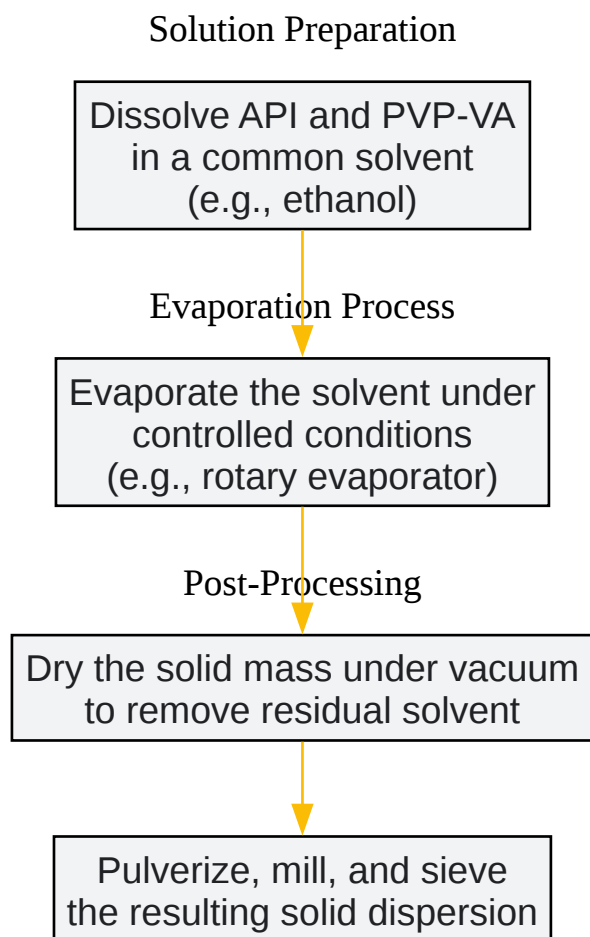 Solution Preparation
Dissolve API and PVP-VA
in a common solvent
(e.g., ethanol)
Evaporation Process
Evaporate the solvent under
controlled conditions
(e.g., rotary evaporator)
Post-Processing
Dry the solid mass under vacuum
to remove residual solvent
Pulverize, mill, and sieve
the resulting solid dispersion